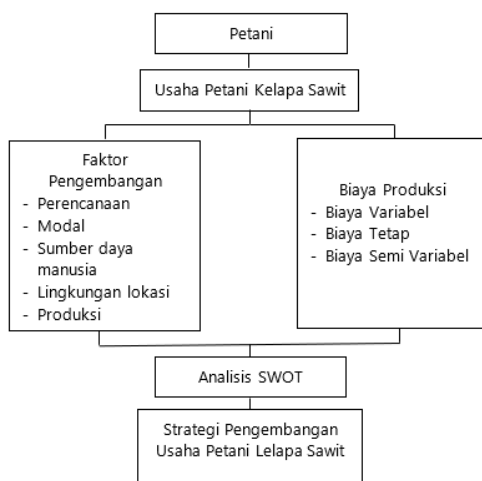 Petani
Usaha Petani Kelapa Sawit
Faktor
Pengembangan
- Perencanaan
- Modal
- Sumber daya
manusia
- Lingkungan lokasi
- Produksi
Biaya Produksi
- Biaya Variabel
- Biaya Tetap
- Biaya Semi Variabel
Analisis SWOT
Strategi Pengembangan
Usaha Petani Lelapa Sawit